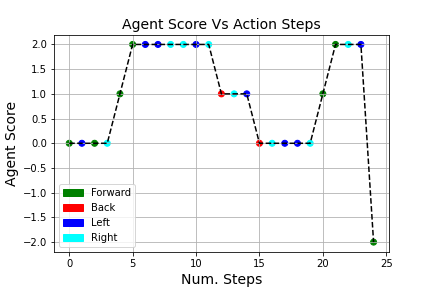 Agent Score Vs Action Steps
2.0
1.5
1.0
0.5
0.0
−0.5
−1.0
−1.5
−2.0
Agent Score
Forward
Back
Left
Right
0 5 10 15 20 25
Num. Steps